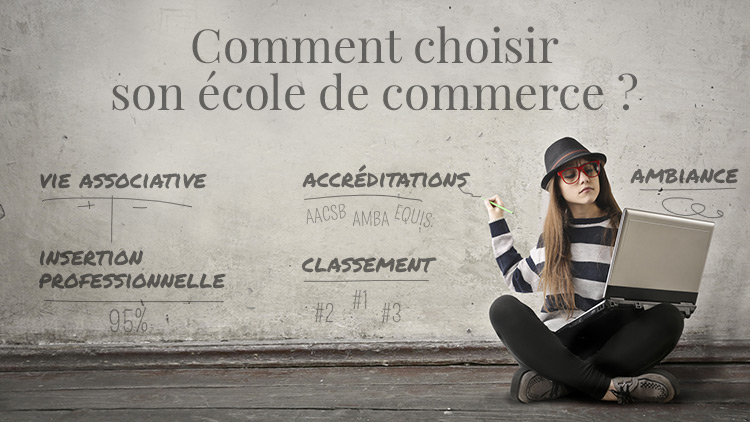 Comment choisir
son école de commerce ?
VIE ASSOCIATIVE
+ -
ACCRÉDITATIONS
AACSB AMBA EQUIS.
AMBIANCE
INSERTION
PROFESSIONNELLE
95%
CLASSEMENT
#2 #1 #3